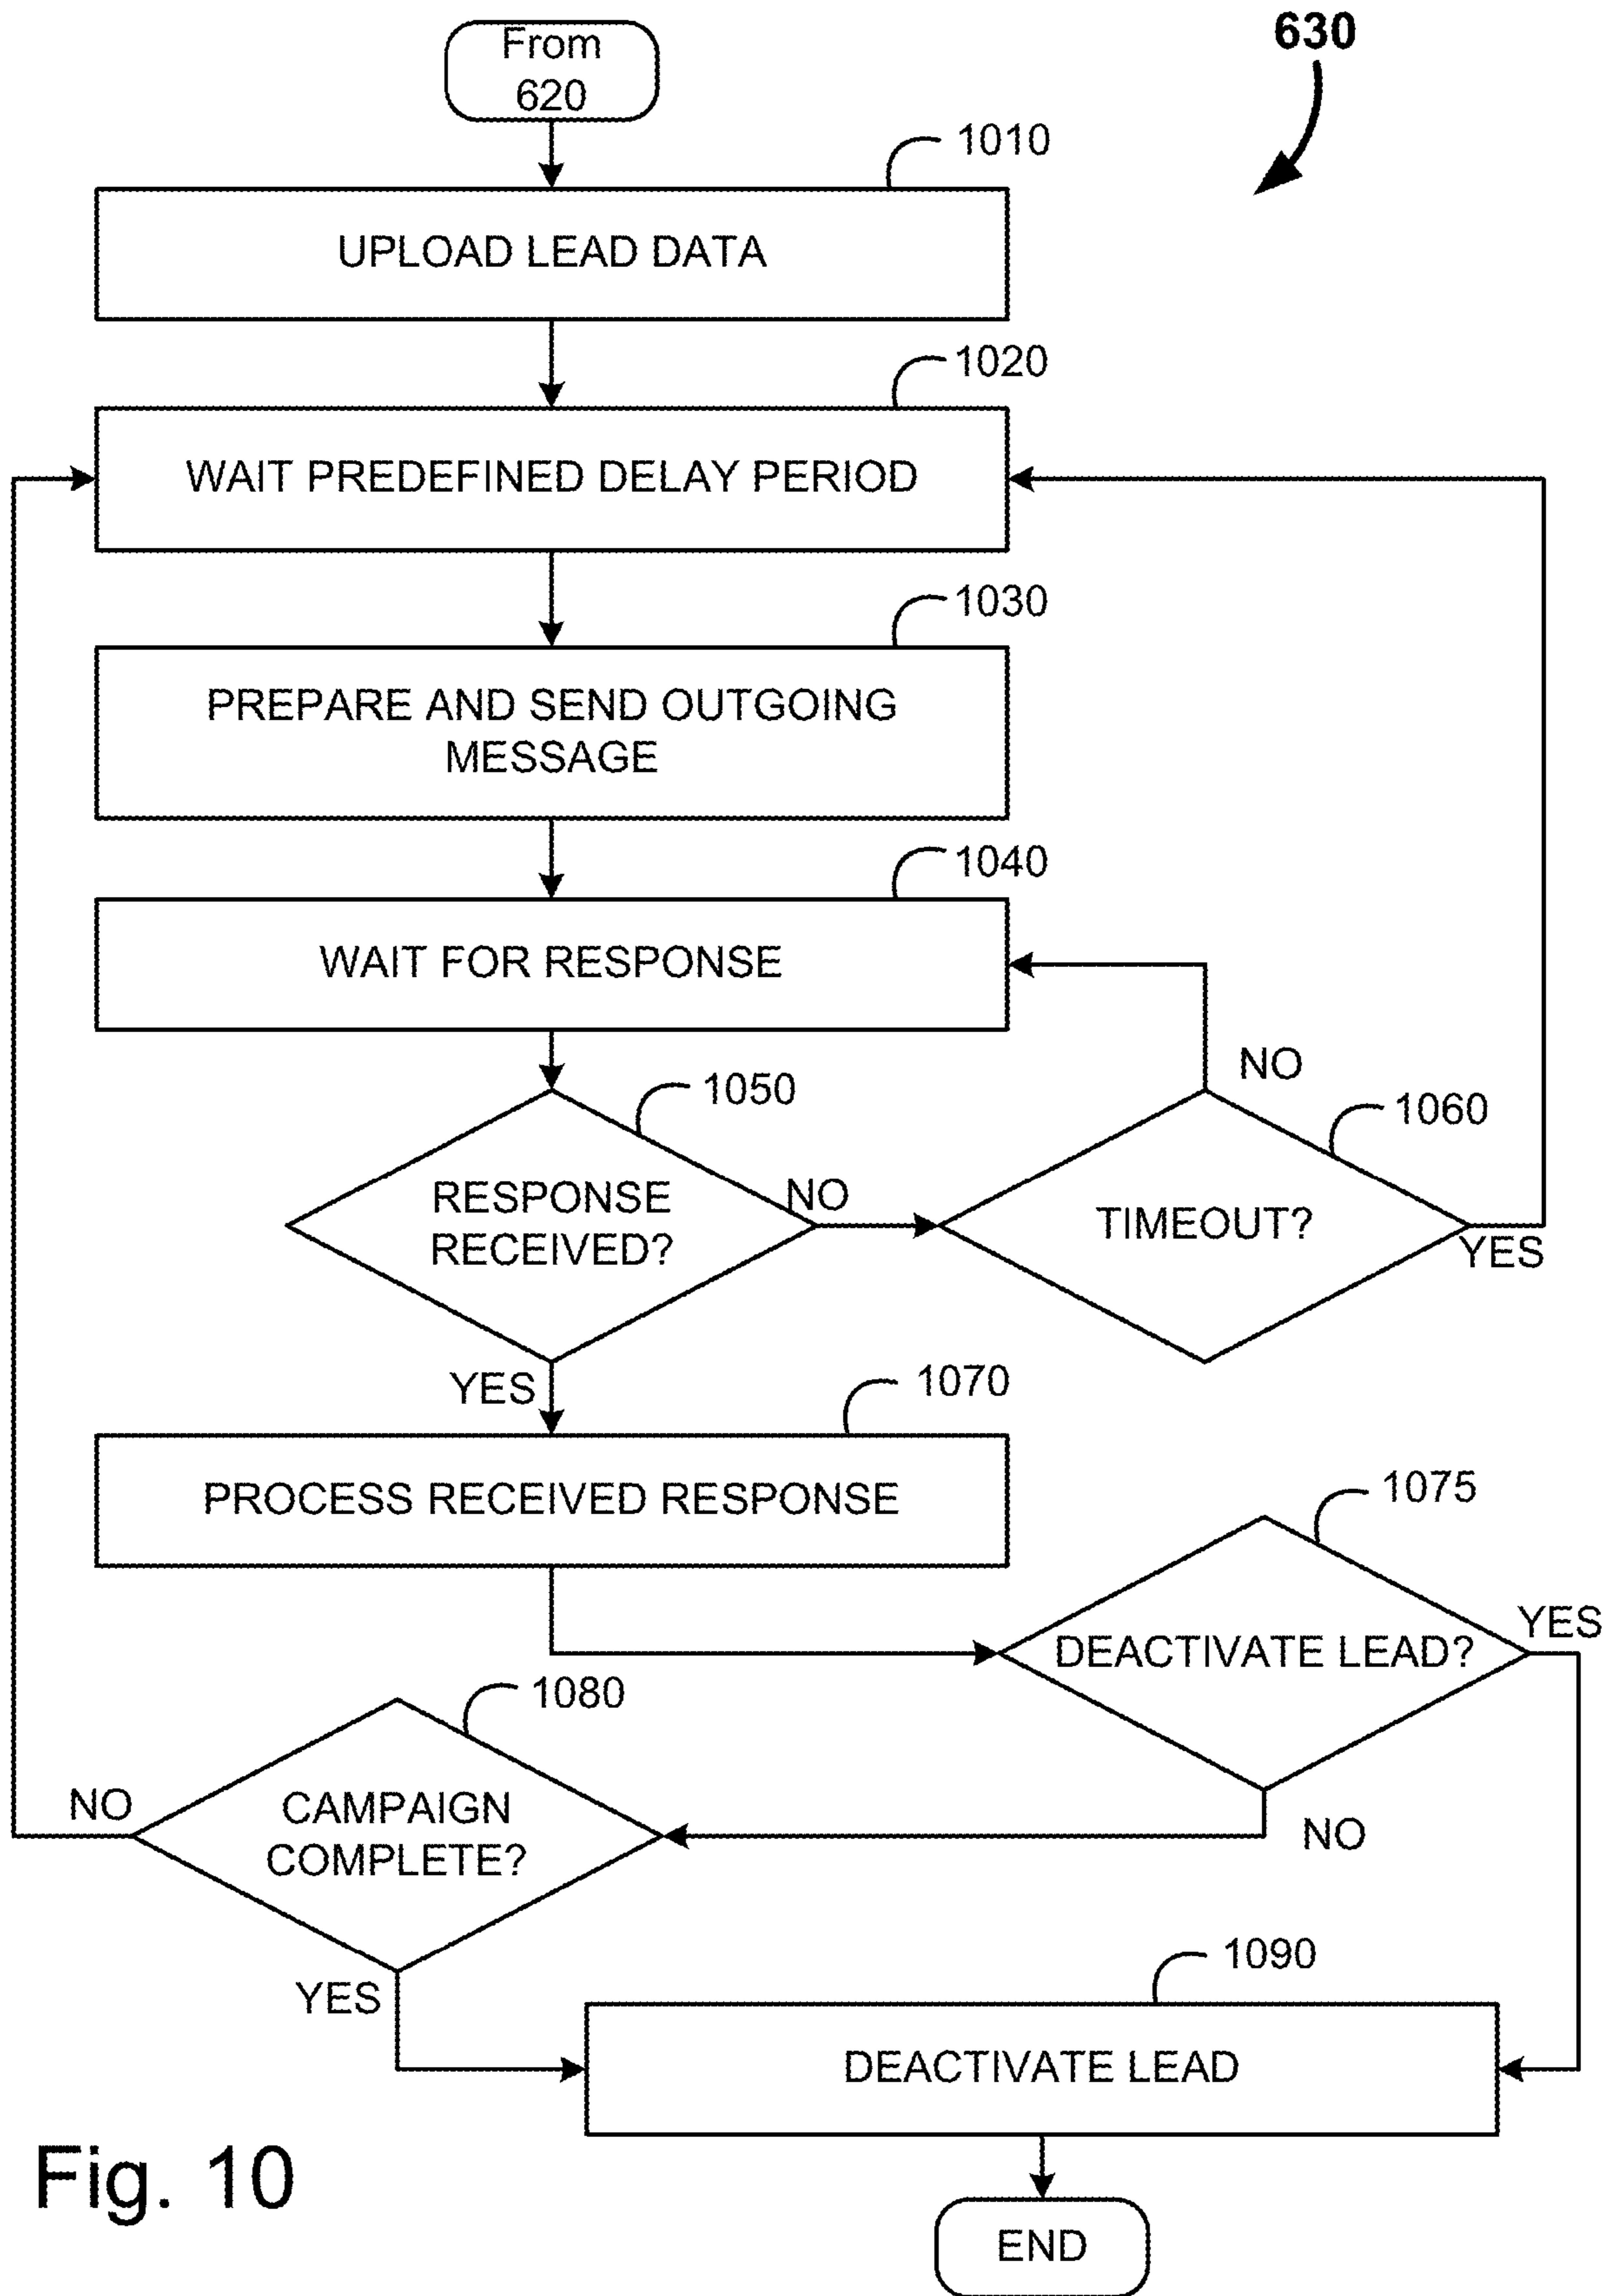 630
From
620
1010
UPLOAD LEAD DATA
1020
WAIT PREDEFINED DELAY PERIOD
1030
PREPARE AND SEND OUTGOING
MESSAGE
1040
WAIT FOR RESPONSE
NO
1050
1060
RESPONSE
RECEIVED?
NO
TIMEOUT?
YES
YES
1070
PROCESS RECEIVED RESPONSE
1075
DEACTIVATE LEAD?
YES
1080
NO
CAMPAIGN
COMPLETE?
NO
YES
1090
DEACTIVATE LEAD
END
Fig. 10